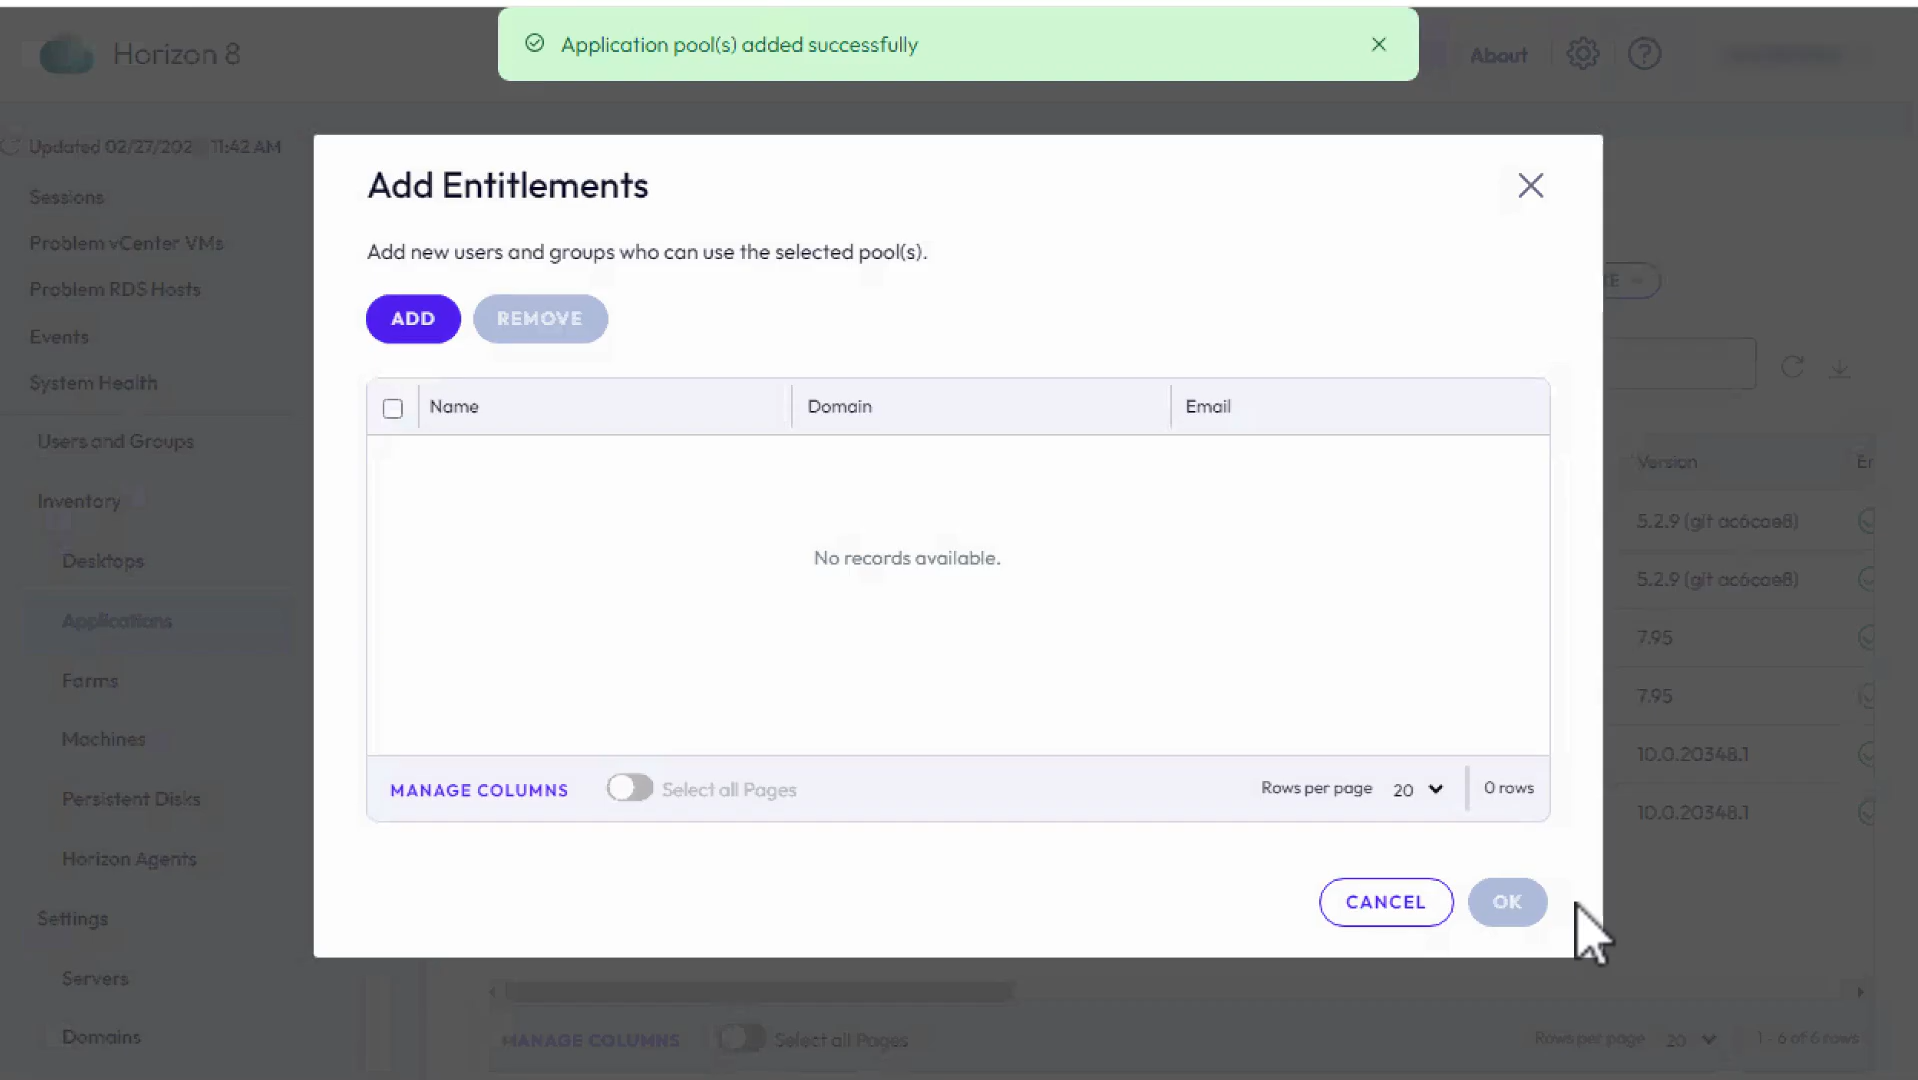 Application pool(s) added successfully
Horizon 8
About
Updated 02/27/202 11:42 AM
Sessions
Problem vCenter VMs
Problem RDS Hosts
Events
System Health
Users and Groups
Inventory
Desktops
Applications
Farms
Machines
Persistent Disks
Horizon Agents
Settings
Servers
Domains
Add Entitlements
Add new users and groups who can use the selected pool(s).
ADD REMOVE
Name Domain Email
No records available.
MANAGE COLUMNS Select all Pages Rows per page 20 0 rows
CANCEL OK
Version
5.2.9 (git ac6cae8)
5.2.9 (git ac6cae8)
7.95
7.95
10.0.20348.1
10.0.20348.1
MANAGE COLUMNS Select all Pages Rows per page 20 1 - 6 of 6 rows